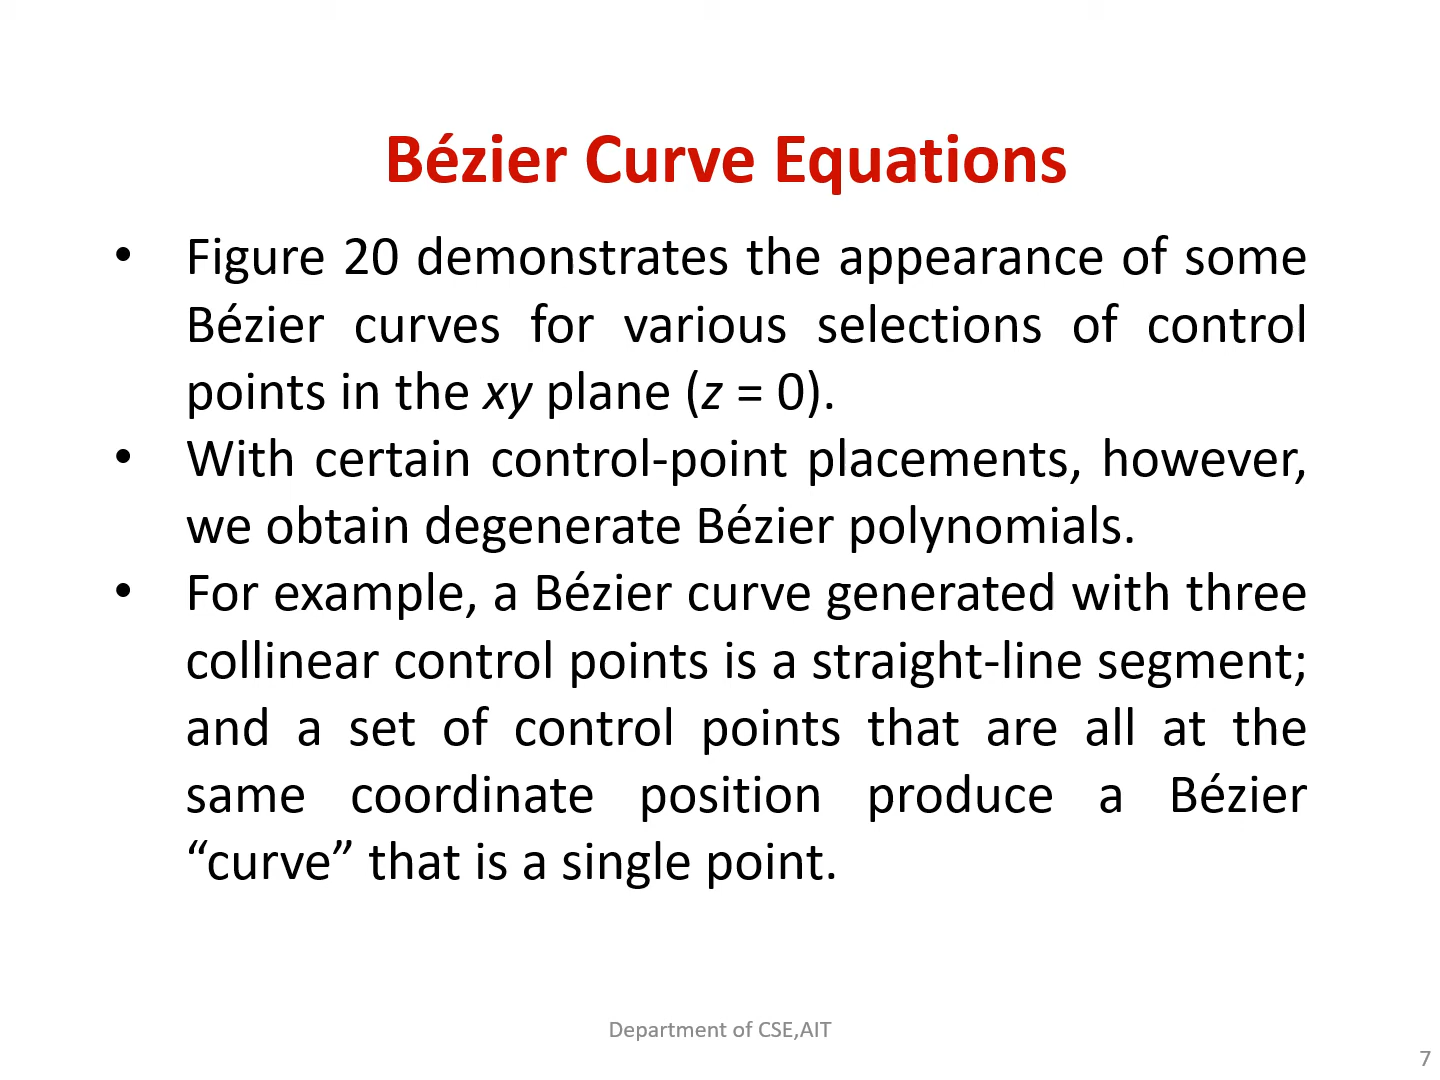 Bézier Curve Equations
• Figure 20 demonstrates the appearance of some
Bézier curves for various selections of control
points in the xy plane (z = 0).
• With certain control-point placements, however,
we obtain degenerate Bézier polynomials.
• For example, a Bézier curve generated with three
collinear control points is a straight-line segment;
and a set of control points that are all at the
same coordinate position produce a Bézier
“curve” that is a single point.
Department of CSE,AIT
7